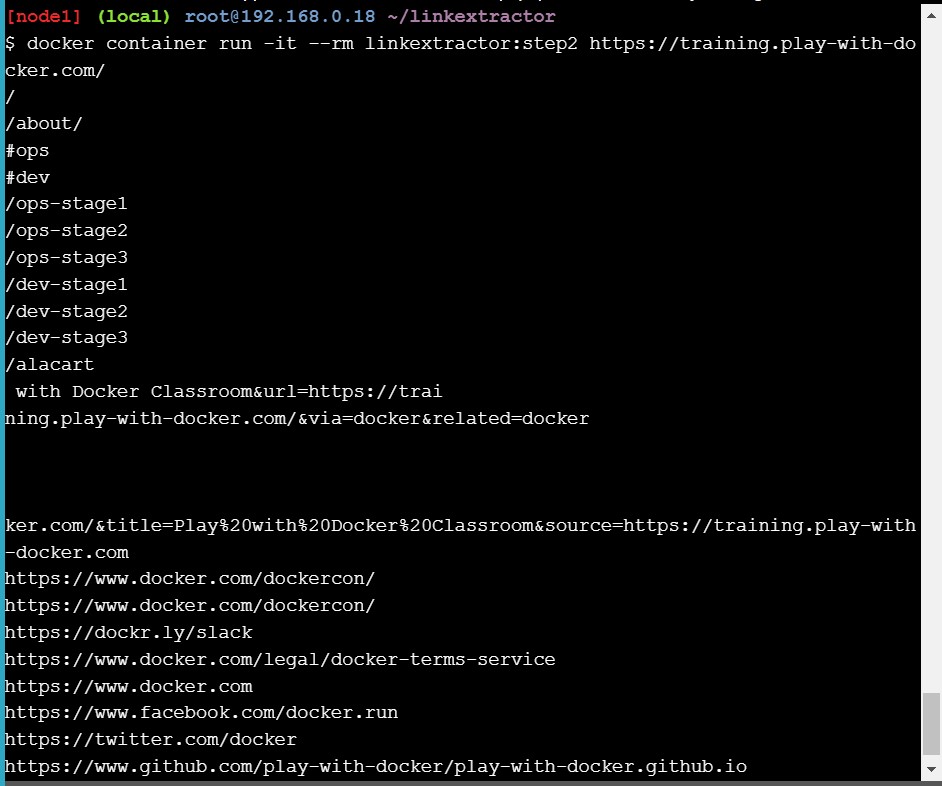 [node1] (local) root@192.168.0.18 ~/linkextractor
$ docker container run -it --rm linkextractor:step2 https://training.play-with-do
cker.com/
/
/about/
#ops
#dev
/ops-stage1
/ops-stage2
/ops-stage3
/dev-stage1
/dev-stage2
/dev-stage3
/alacart
with Docker Classroom&url=https://trai
ning.play-with-docker.com/&via=docker&related=docker
ker.com/&title=Play%20with%20Docker%20Classroom&source=https://training.play-with
-docker.com
https://www.docker.com/dockercon/
https://www.docker.com/dockercon/
https://dockr.ly/slack
https://www.docker.com/legal/docker-terms-service
https://www.docker.com
https://www.facebook.com/docker.run
https://twitter.com/docker
https://www.github.com/play-with-docker/play-with-docker.github.io